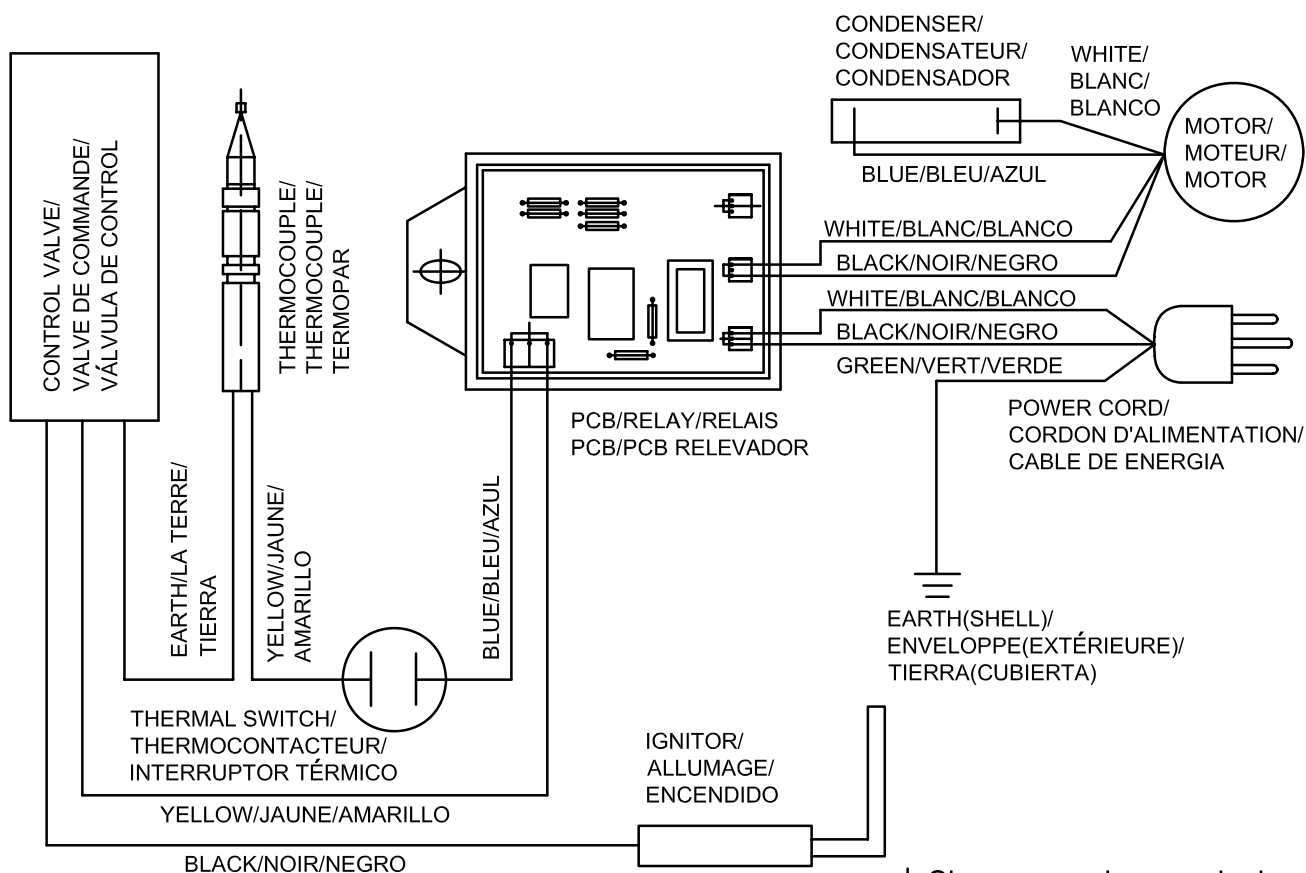 CONDENSER/
CONDENSATEUR/
CONDENSADOR
WHITE/
BLANC/
BLANCO
MOTOR/
MOTEUR/
MOTOR
BLUE/BLEU/AZUL
CONTROL VALVE/
VALVE DE COMMANDE/
VÁLVULA DE CONTROL
THERMOCOUPLE/
THERMOCOUPLE/
TERMOPAR
WHITE/BLANC/BLANCO
BLACK/NOIR/NEGRO
WHITE/BLANC/BLANCO
BLACK/NOIR/NEGRO
GREEN/VERT/VERDE
PCB/RELAY/RELAIS
PCB/PCB RELEVADOR
POWER CORD/
CORDON D'ALIMENTATION/
CABLE DE ENERGIA
EARTH/LA TERRE/
TIERRA
YELLOW/JAUNE/
AMARILLO
BLUE/BLEU/AZUL
EARTH(SHELL)/
ENVELOPPE(EXTÉRIEURE)/
TIERRA(CUBIERTA)
THERMAL SWITCH/
THERMOCONTACTEUR/
INTERRUPTOR TÉRMICO
IGNITOR/
ALLUMAGE/
ENCENDIDO
YELLOW/JAUNE/AMARILLO
BLACK/NOIR/NEGRO